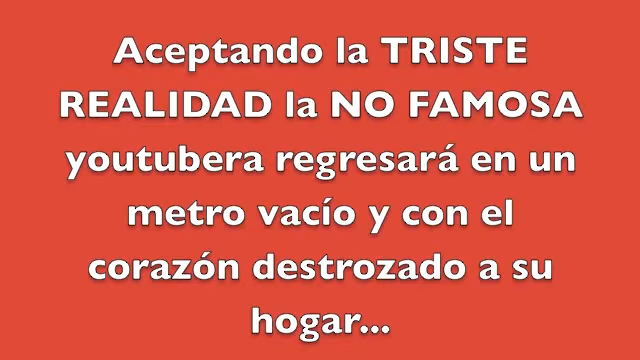 Aceptando la TRISTE
REALIDAD la NO FAMOSA
youtubera regresará en un
metro vacío y con el
corazón destrozado a su
hogar...